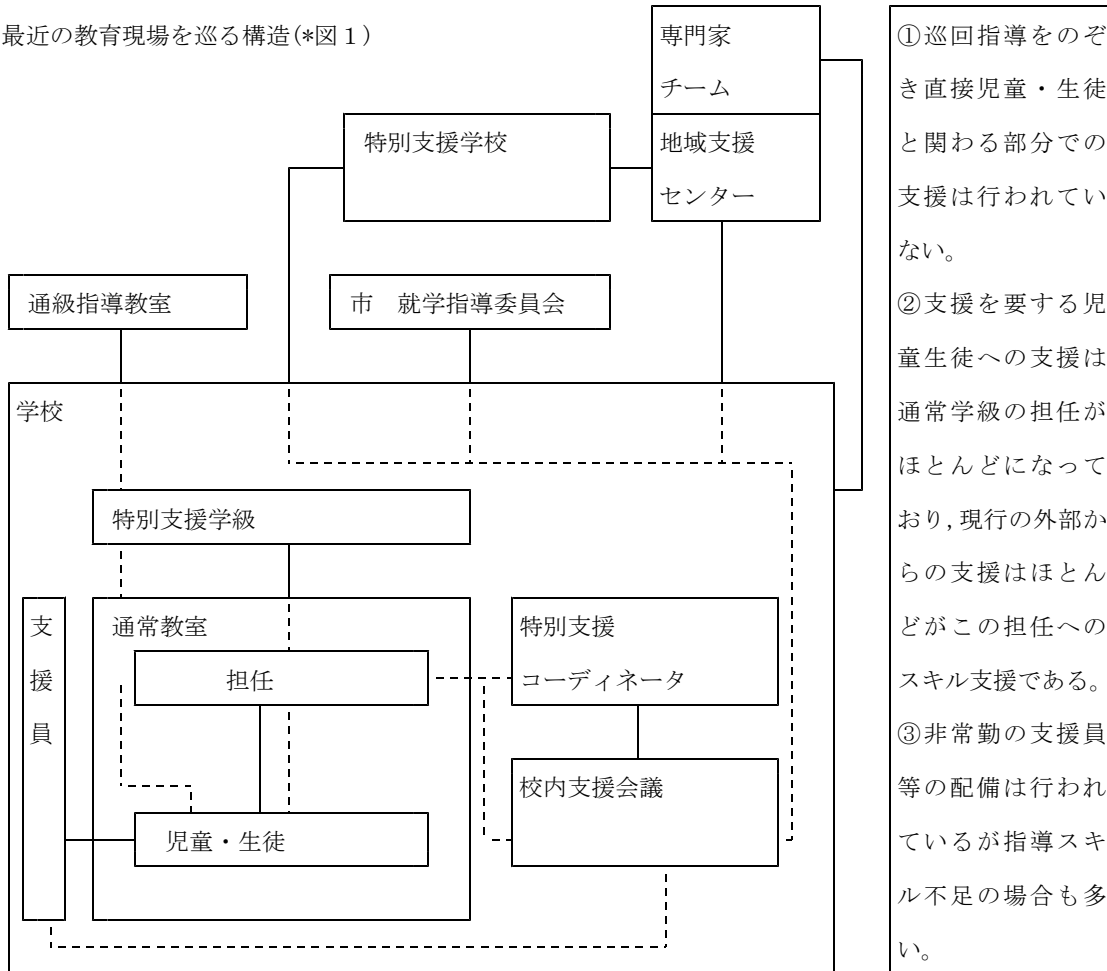 最近の教育現場を巡る構造(*図1)
専門家
チーム
特別支援学校
地域支援
センター
通級指導教室
市 就学指導委員会
学校
特別支援学級
支
援
員
通常教室
担任
児童・生徒
特別支援
コーディネータ
校内支援会議
①巡回指導をのぞ
き直接児童・生徒
と関わる部分での
支援は行われてい
ない。
②支援を要する児
童生徒への支援は
通常学級の担任が
ほとんどになって
おり,現行の外部か
らの支援はほとん
どがこの担任への
スキル支援である。
③非常勤の支援員
等の配備は行われ
ているが指導スキ
ル不足の場合も多
い。